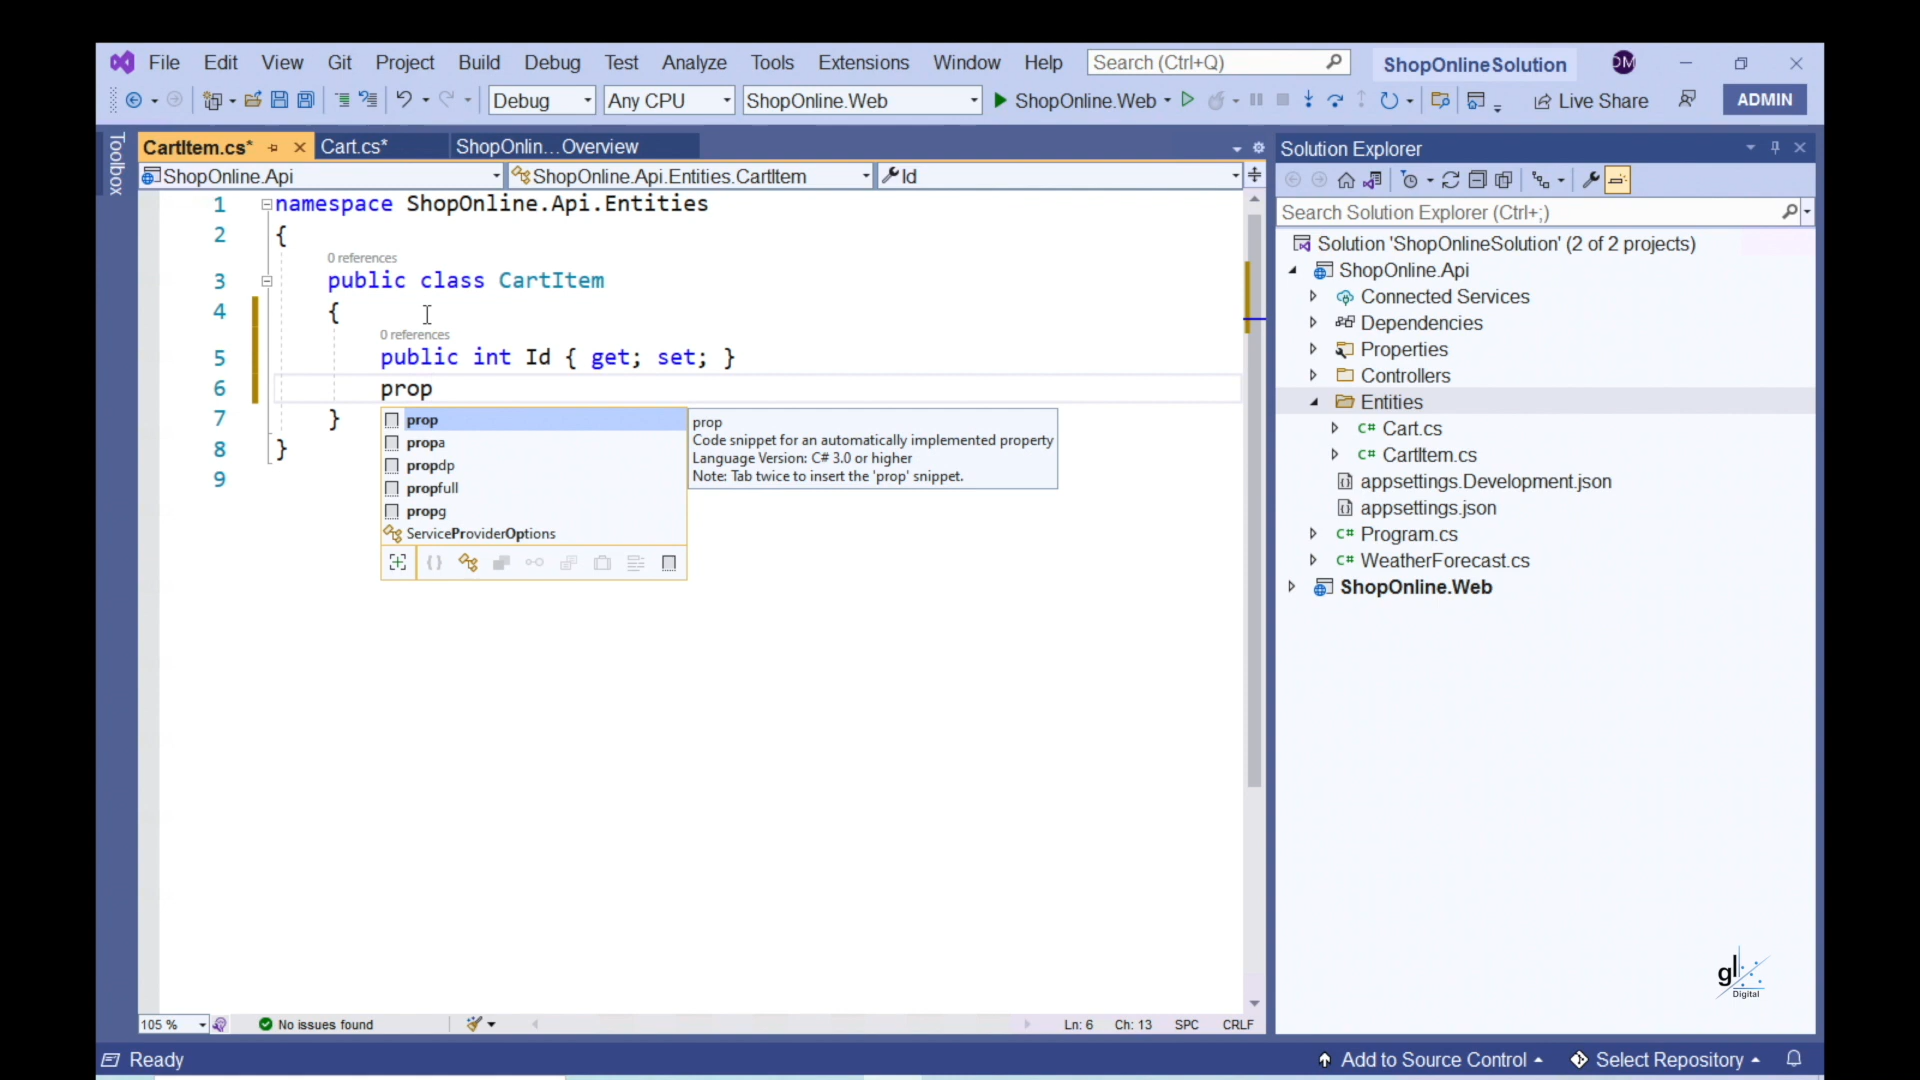 File Edit View Git Project Build Debug Test Analyze Tools Extensions Window Help Search (Ctrl+Q) ShopOnlineSolution DM
Debug Any CPU ShopOnline.Web ShopOnline.Web Live Share ADMIN
Toolbox
CartItem.cs* Cart.cs* ShopOnlin...Overview
ShopOnline.Api ShopOnline.Api.Entities.CartItem Id
1 namespace ShopOnline.Api.Entities
2 {
0 references
3 public class CartItem
4 {
0 references
5 public int Id { get; set; }
6 prop
7 }
8 }
9
prop
propa
propdp
propfull
propg
ServiceProviderOptions
prop
Code snippet for an automatically implemented property
Language Version: C# 3.0 or higher
Note: Tab twice to insert the 'prop' snippet.
Solution Explorer
Search Solution Explorer (Ctrl+;)
Solution 'ShopOnlineSolution' (2 of 2 projects)
ShopOnline.Api
Connected Services
Dependencies
Properties
Controllers
Entities
C# Cart.cs
C# CartItem.cs
appsettings.Development.json
appsettings.json
C# Program.cs
C# WeatherForecast.cs
ShopOnline.Web
gl
Digital
105 % No issues found Ln: 6 Ch: 13 SPC CRLF
Ready Add to Source Control Select Repository